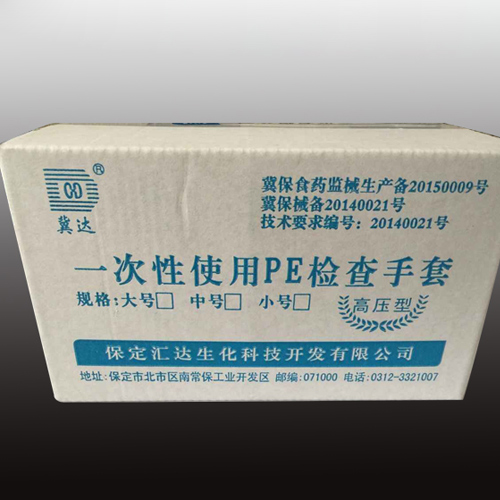 ®
冀达
冀保食药监械生产备20150009号
冀保械备20140021号
技术要求编号：20140021号
一次性使用PE检查手套
规格:大号□ 中号□ 小号□
高压型
保定汇达生化科技开发有限公司
地址:保定市北市区南常保工业开发区 邮编:071000 电话:0312-3321007